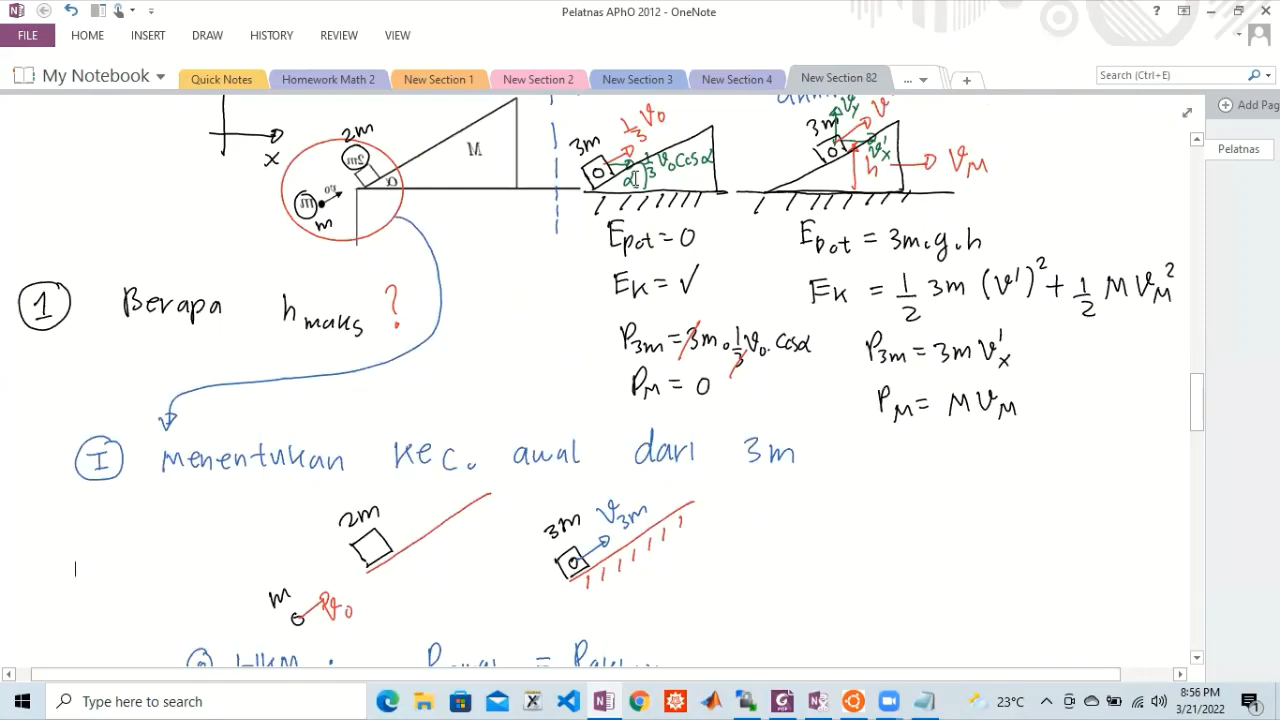 Pelatnas APhO 2012 - OneNote
FILE HOME INSERT DRAW HISTORY REVIEW VIEW
My Notebook Quick Notes Homework Math 2 New Section 1 New Section 2 New Section 3 New Section 4 New Section 82 ... + Search (Ctrl+E)
Add Pag
Pelatnas
x
2m
2m
M
α
m
v0
m
3m
1/3 v0
α
1/3 v0 cos α
3m
vy
v
v'x
h
vM
Epot = 0
EK = √
P3m = 3m . 1/3 v0 . cos α
PM = 0
Epot = 3m.g.h
EK = 1/2 3m (v')² + 1/2 M vM²
P3m = 3m v'x
PM = M vM
1 Berapa hmaks ?
I menentukan kec. awal dari 3m
2m
m
v0
3m
v3m
Type here to search
23°C
8:56 PM
3/21/2022